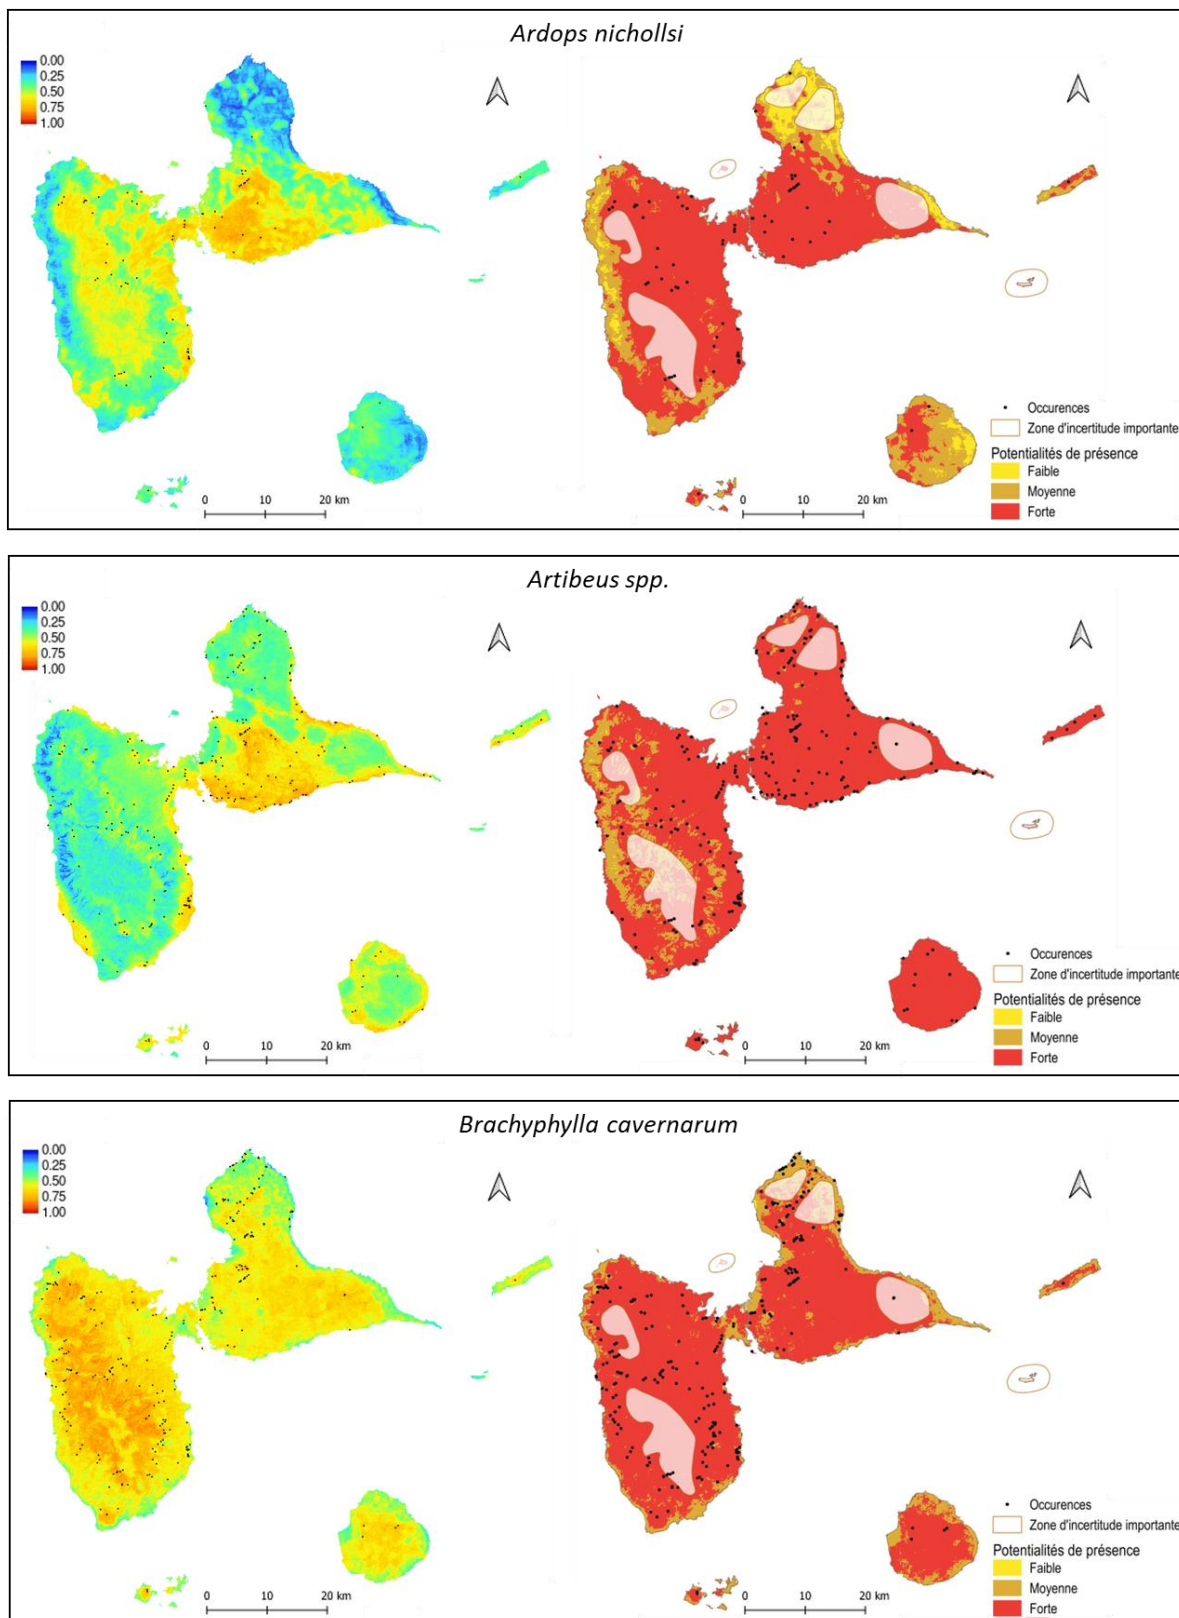 Ardops nichollsi
0.00
0.25
0.50
0.75
1.00
Occurences
Zone d'incertitude importante
Potentialités de présence
Faible
Moyenne
Forte
0 10 20 km
0 10 20 km
Artibeus spp.
0.00
0.25
0.50
0.75
1.00
Occurences
Zone d'incertitude importante
Potentialités de présence
Faible
Moyenne
Forte
0 10 20 km
0 10 20 km
Brachyphylla cavernarum
0.00
0.25
0.50
0.75
1.00
Occurences
Zone d'incertitude importante
Potentialités de présence
Faible
Moyenne
Forte
0 10 20 km
0 10 20 km